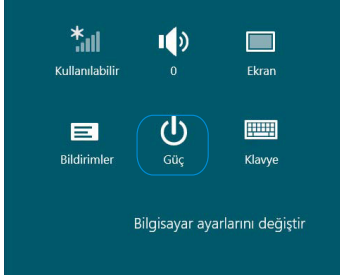 Kullanılabilir 0 Ekran
Bildirimler Güç Klavye
Bilgisayar ayarlarını değiştir